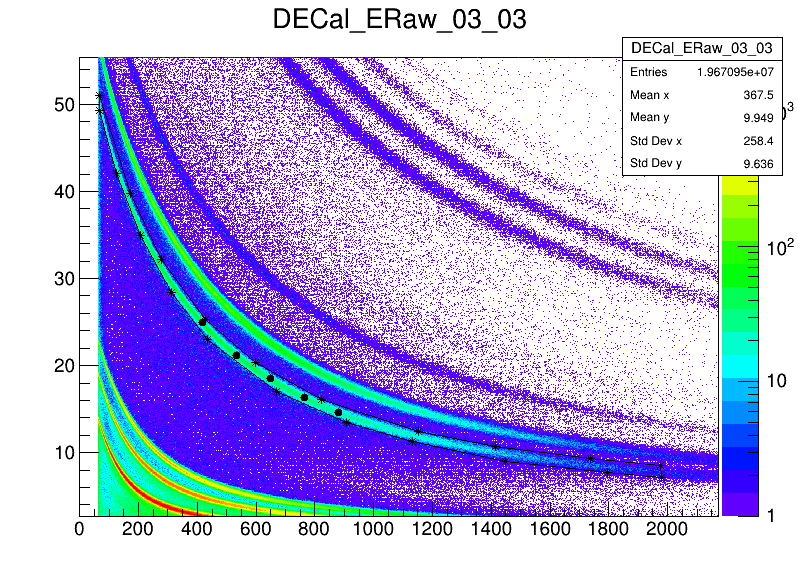 DECal_ERaw_03_03
DECal_ERaw_03_03
Entries 1.967095e+07
Mean x 367.5
Mean y 9.949
Std Dev x 258.4
Std Dev y 9.636
50
40
30
20
10
0 200 400 600 800 1000 1200 1400 1600 1800 2000
10³
10²
10
1